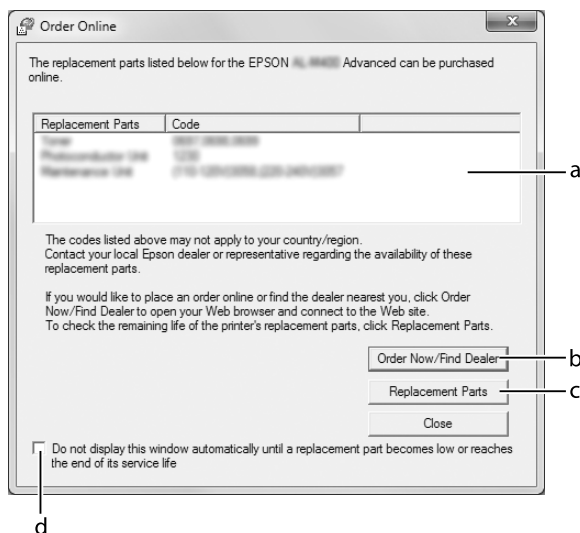 Order Online
x
The replacement parts listed below for the EPSON Advanced can be purchased
online.
Replacement Parts Code
a
The codes listed above may not apply to your country/region.
Contact your local Epson dealer or representative regarding the availability of these
replacement parts.
If you would like to place an order online or find the dealer nearest you, click Order
Now/Find Dealer to open your Web browser and connect to the Web site.
To check the remaining life of the printer's replacement parts, click Replacement Parts.
Order Now/Find Dealer
b
Replacement Parts
c
Close
Do not display this window automatically until a replacement part becomes low or reaches
the end of its service life
d